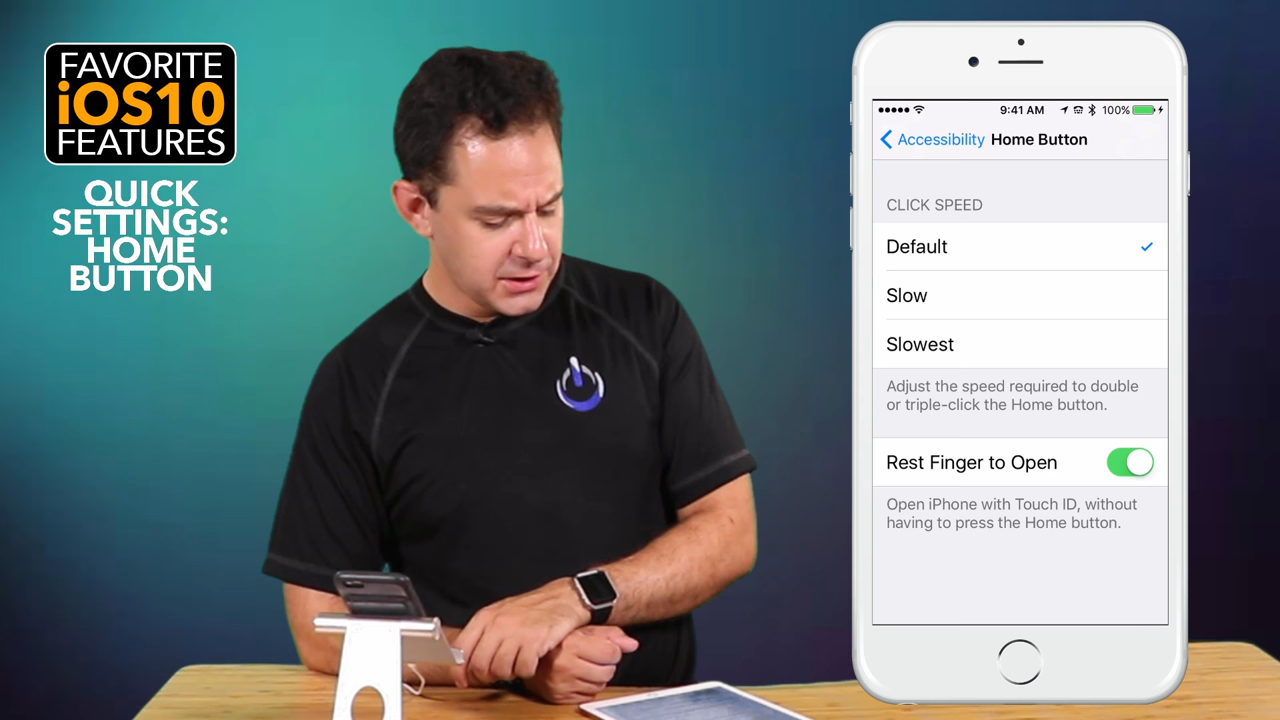 FAVORITE
iOS10
FEATURES
QUICK
SETTINGS:
HOME
BUTTON
9:41 AM 100%
Accessibility Home Button
CLICK SPEED
Default
Slow
Slowest
Adjust the speed required to double
or triple-click the Home button.
Rest Finger to Open
Open iPhone with Touch ID, without
having to press the Home button.